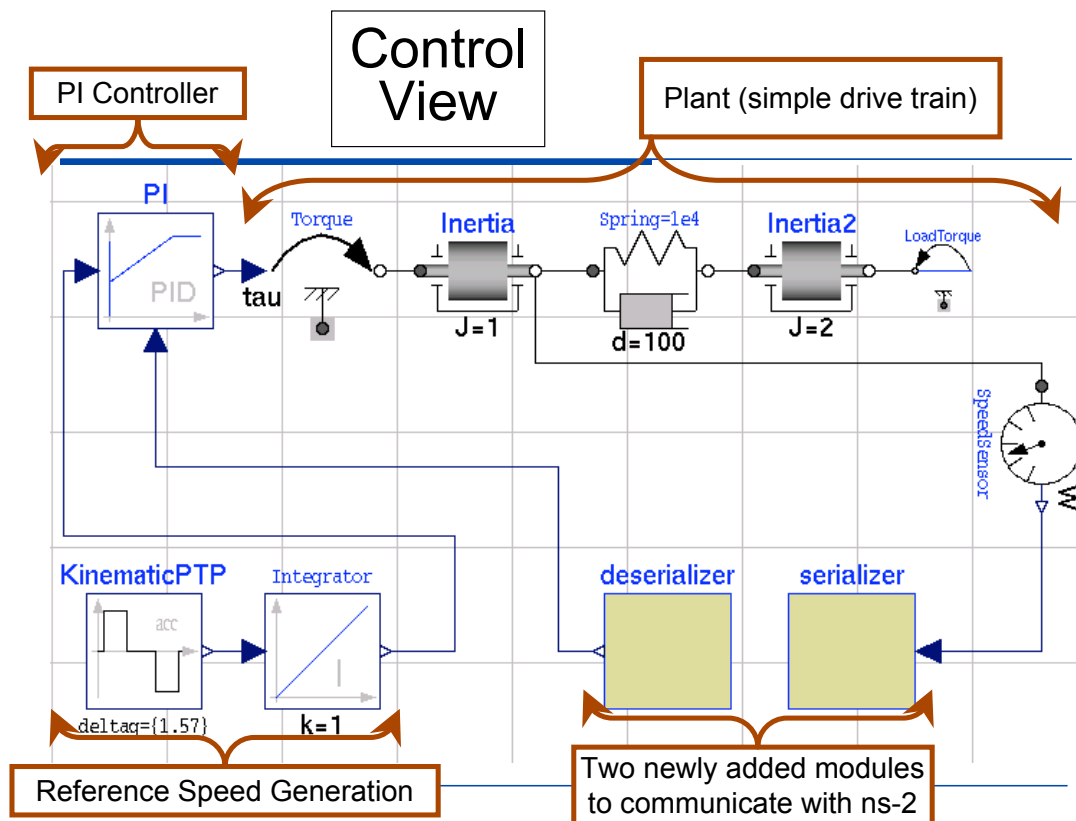 Control
View
PI Controller
Plant (simple drive train)
PI
Torque
Inertia
Spring=1e4
Inertia2
LoadTorque
PID
tau
J=1
d=100
J=2
SpeedSensor
w
KinematicPTP
Integrator
deserializer
serializer
acc
I
deltaq={1.57}
k=1
Reference Speed Generation
Two newly added modules
to communicate with ns-2